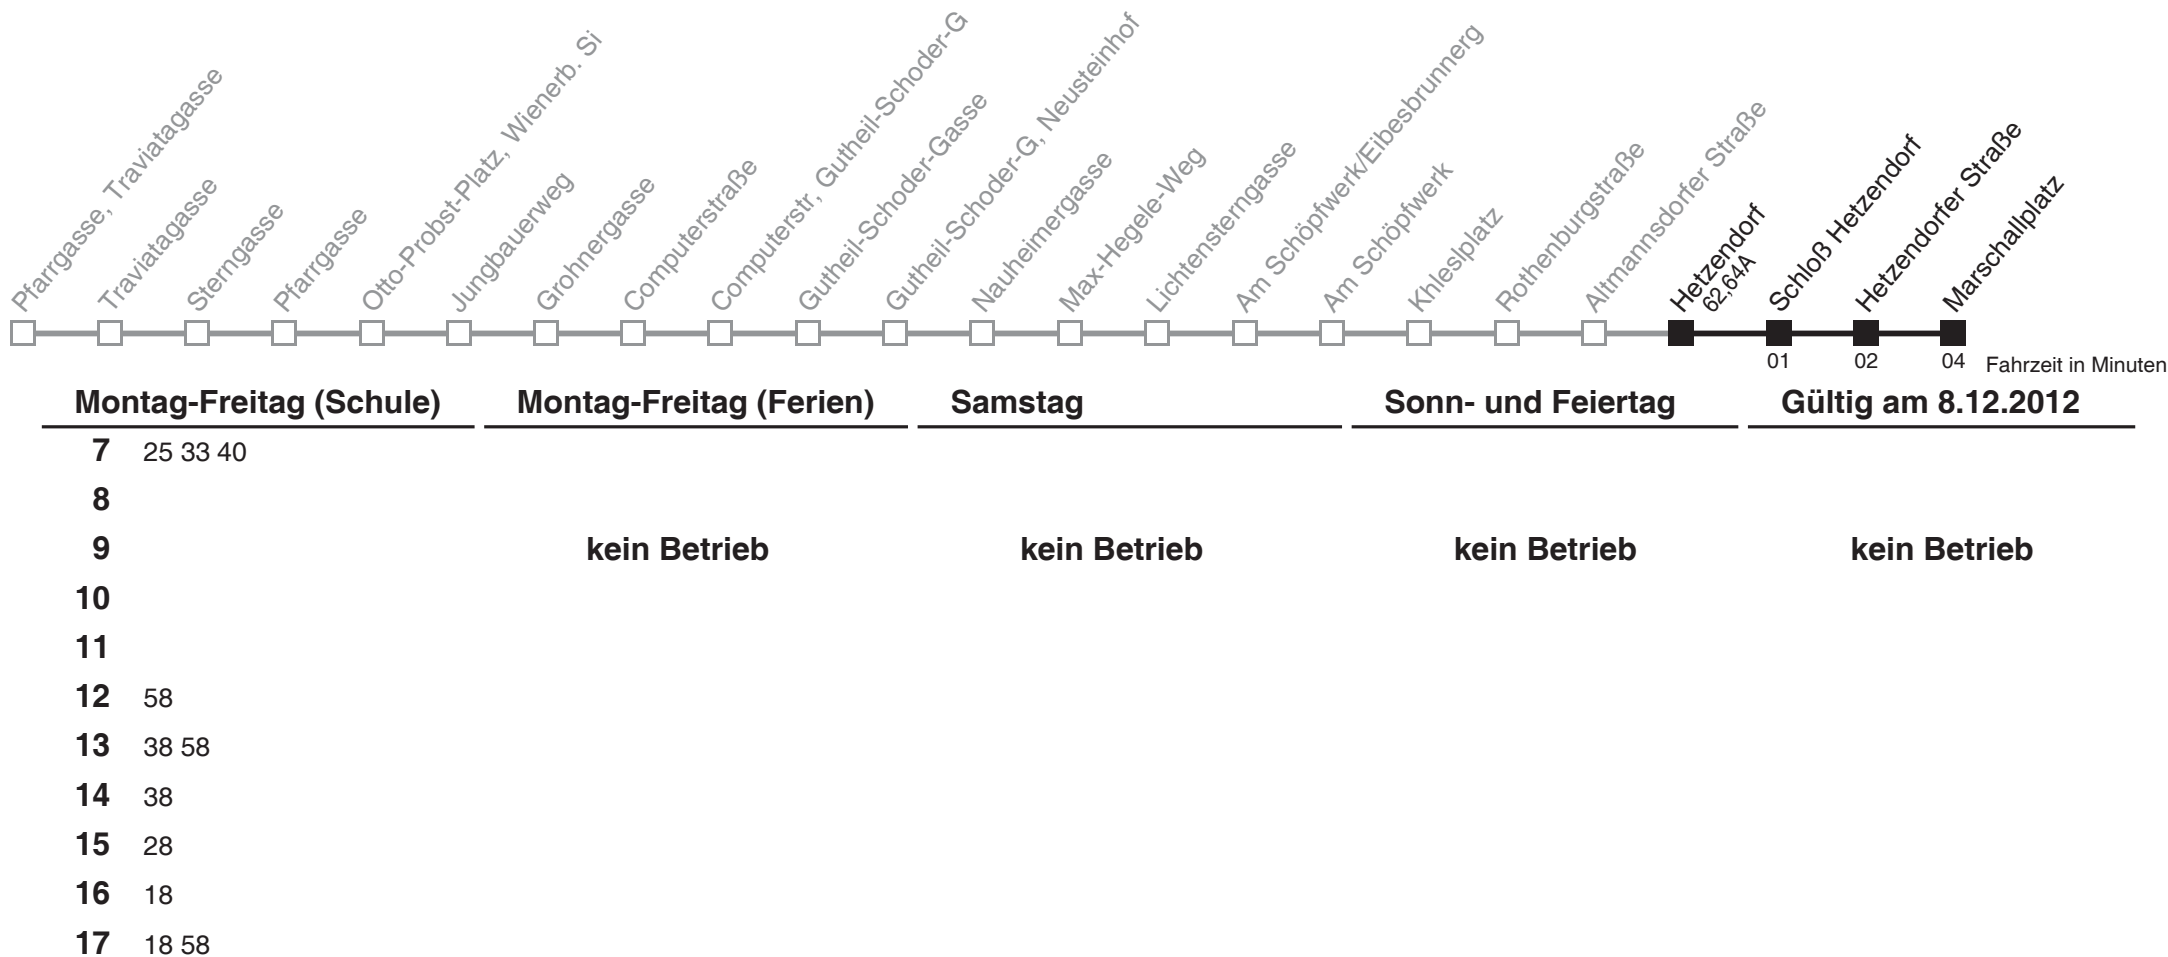 Pfarrgasse, Traviatagasse
Traviatagasse
Sterngasse
Pfarrgasse
Otto-Probst-Platz, Wienerb. Si
Jungbauerweg
Grohnergasse
Computerstraße
Computerstr, Gutheil-Schoder-G
Gutheil-Schoder-Gasse
Gutheil-Schoder-G, Neusteinhof
Nauheimergasse
Max-Hegele-Weg
Lichtensterngasse
Am Schöpfwerk/Eibesbrunnerg
Am Schöpfwerk
Khleslplatz
Rothenburgstraße
Altmannsdorfer Straße
Hetzendorf
62,64A
Schloß Hetzendorf
Hetzendorfer Straße
Marschallplatz
01 02 04 Fahrzeit in Minuten
Montag-Freitag (Schule) Montag-Freitag (Ferien) Samstag Sonn- und Feiertag Gültig am 8.12.2012
7 25 33 40
8
9 kein Betrieb kein Betrieb kein Betrieb kein Betrieb
10
11
12 58
13 38 58
14 38
15 28
16 18
17 18 58